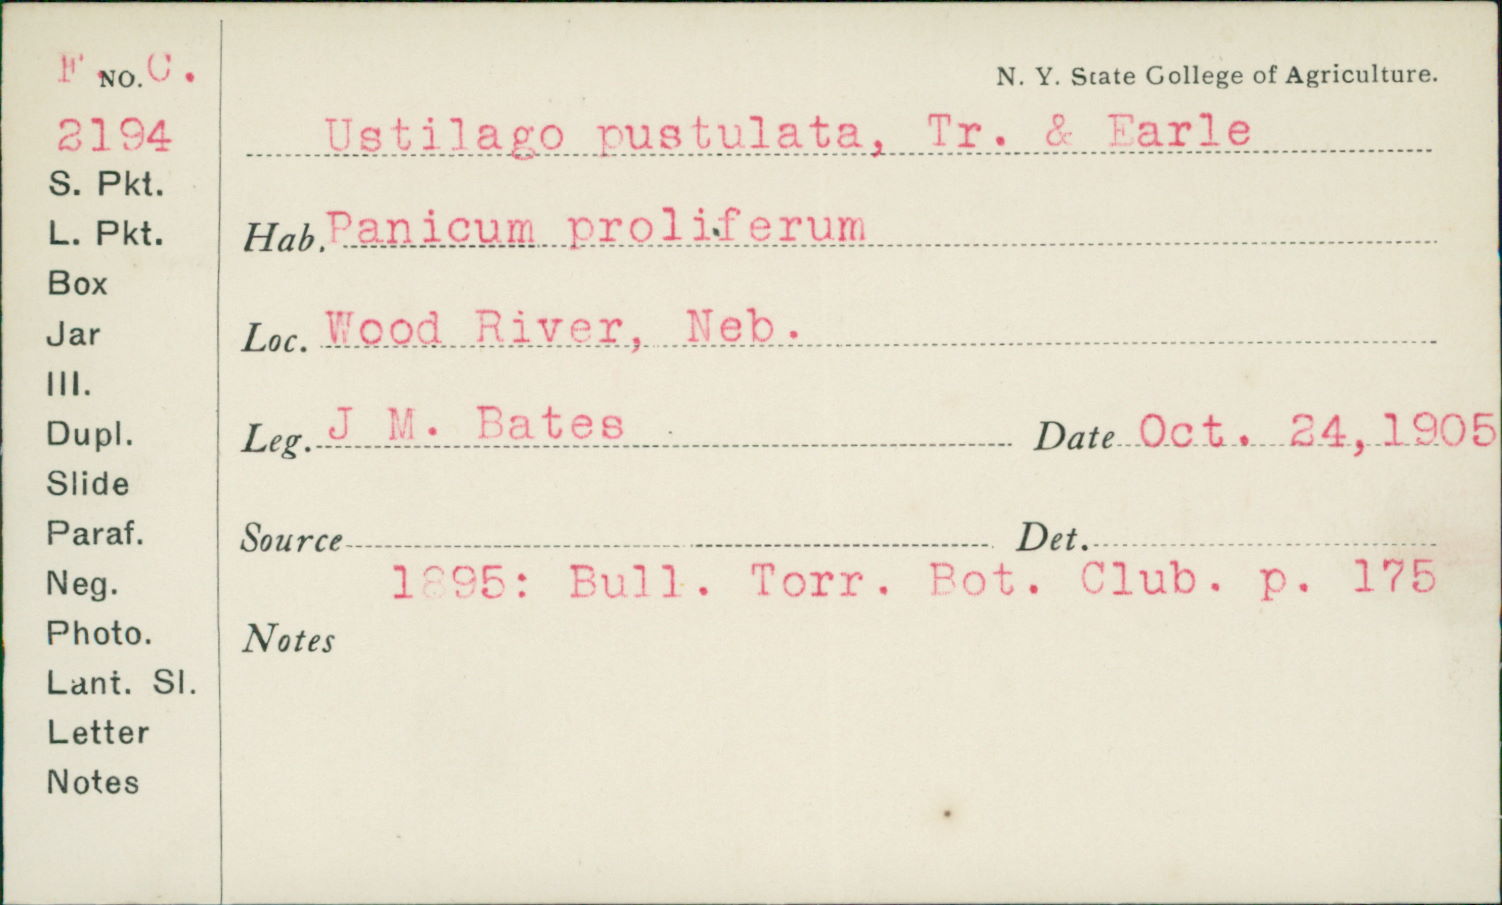 F. NO. C.
N. Y. State College of Agriculture.
2194
Ustilago pustulata, Tr. & Earle
S. Pkt.
L. Pkt.
Hab. Panicum proliferum
Box
Jar
Loc. Wood River, Neb.
Ill.
Dupl.
Leg. J M. Bates Date Oct. 24, 1905
Slide
Paraf.
Source Det.
Neg.
1895: Bull. Torr. Bot. Club. p. 175
Photo.
Notes
Lant. Sl.
Letter
Notes